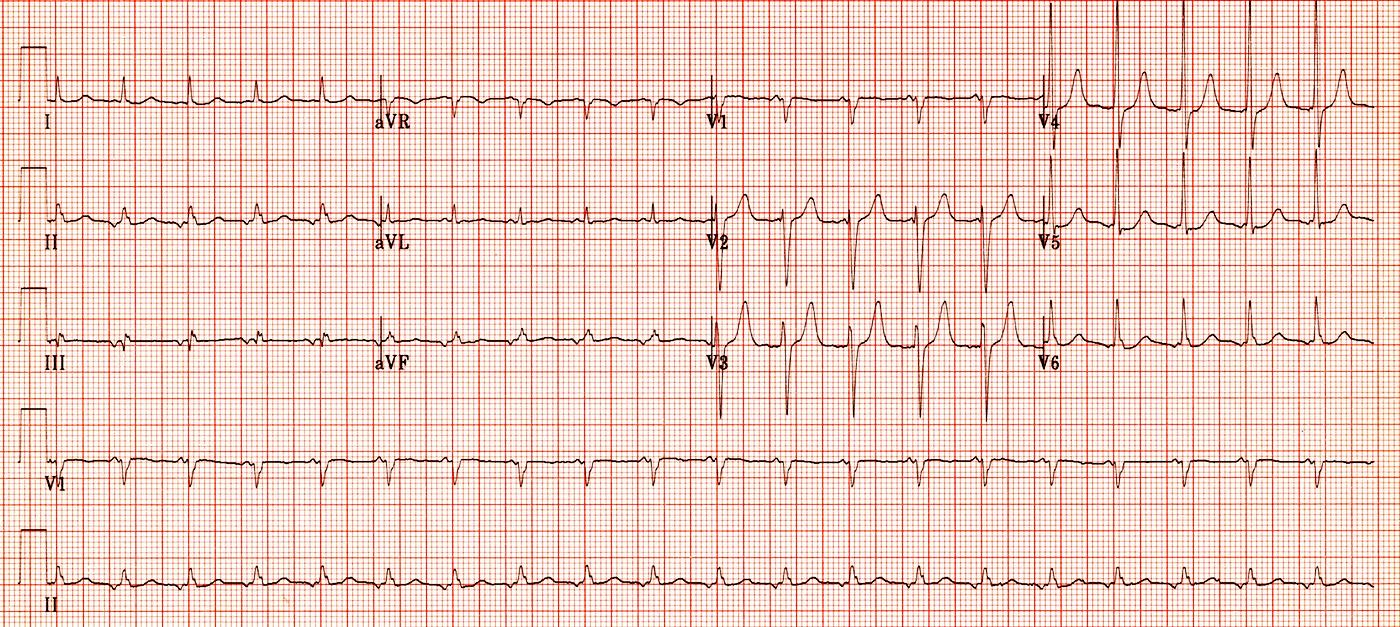 I aVR V1 V4
II aVL V2 V5
III aVF V3 V6
V1
II